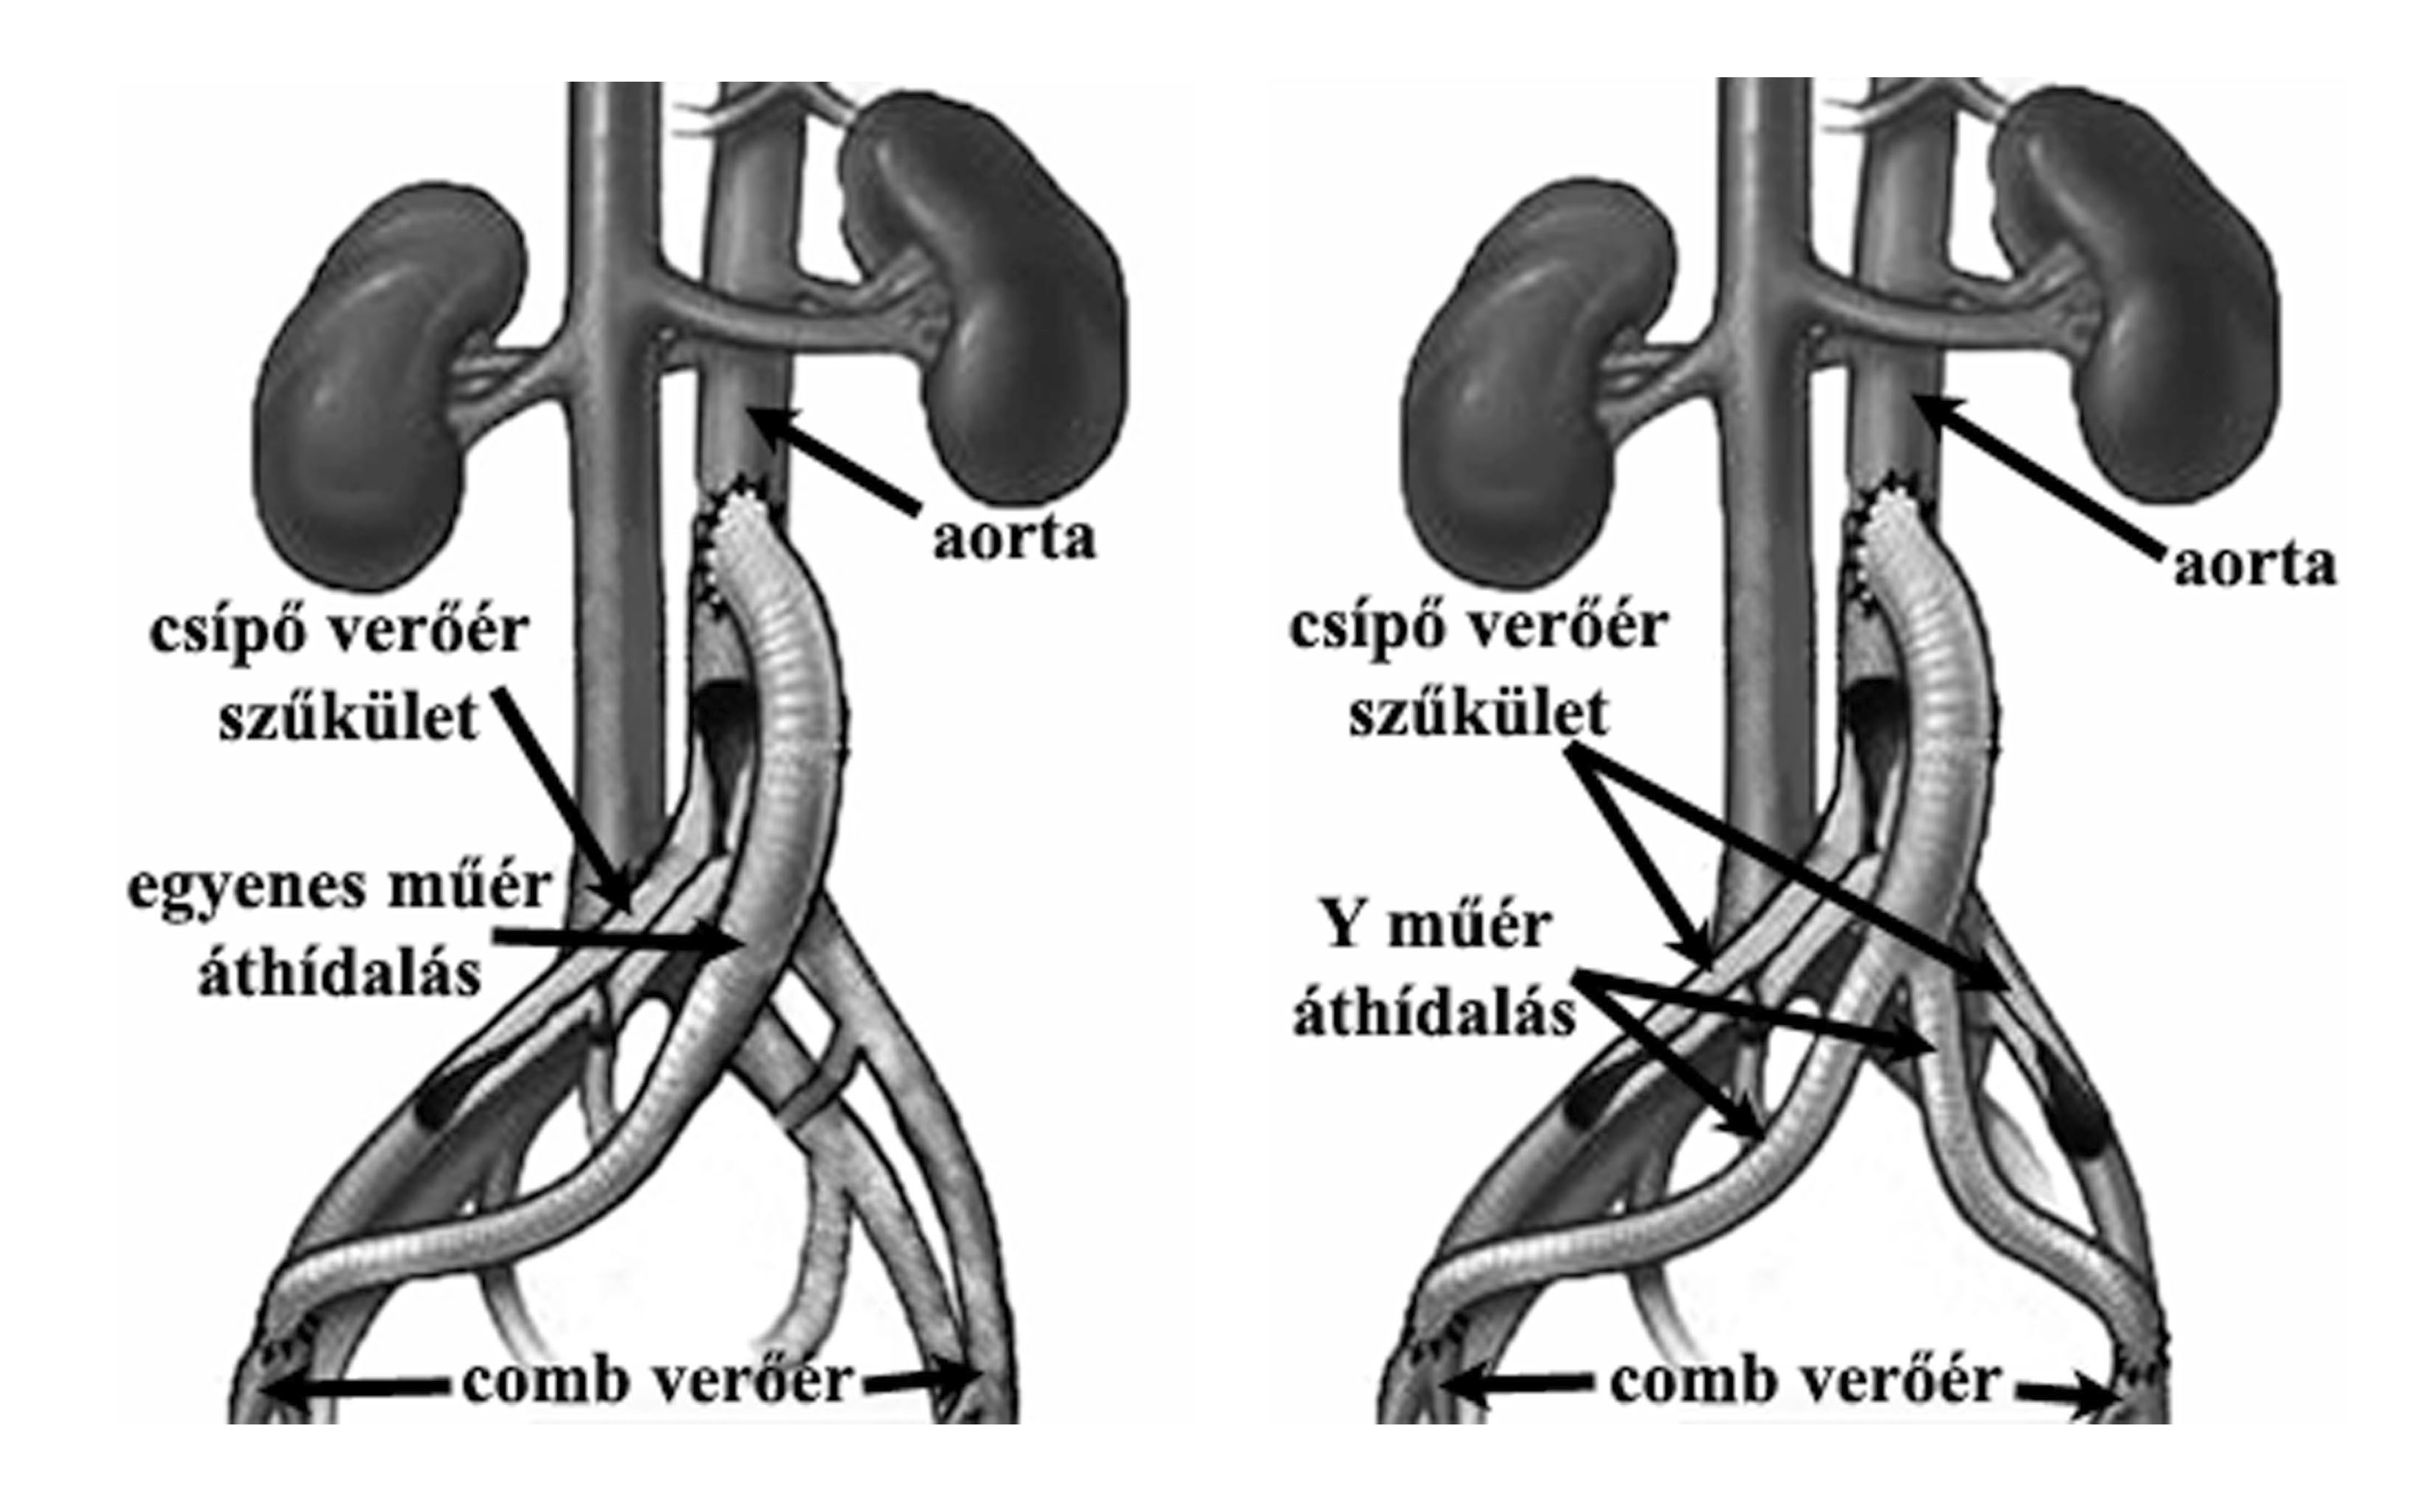 aorta
csípő verőér
szűkület
egyenes műér
áthídalás
comb verőér
aorta
csípő verőér
szűkület
Y műér
áthídalás
comb verőér